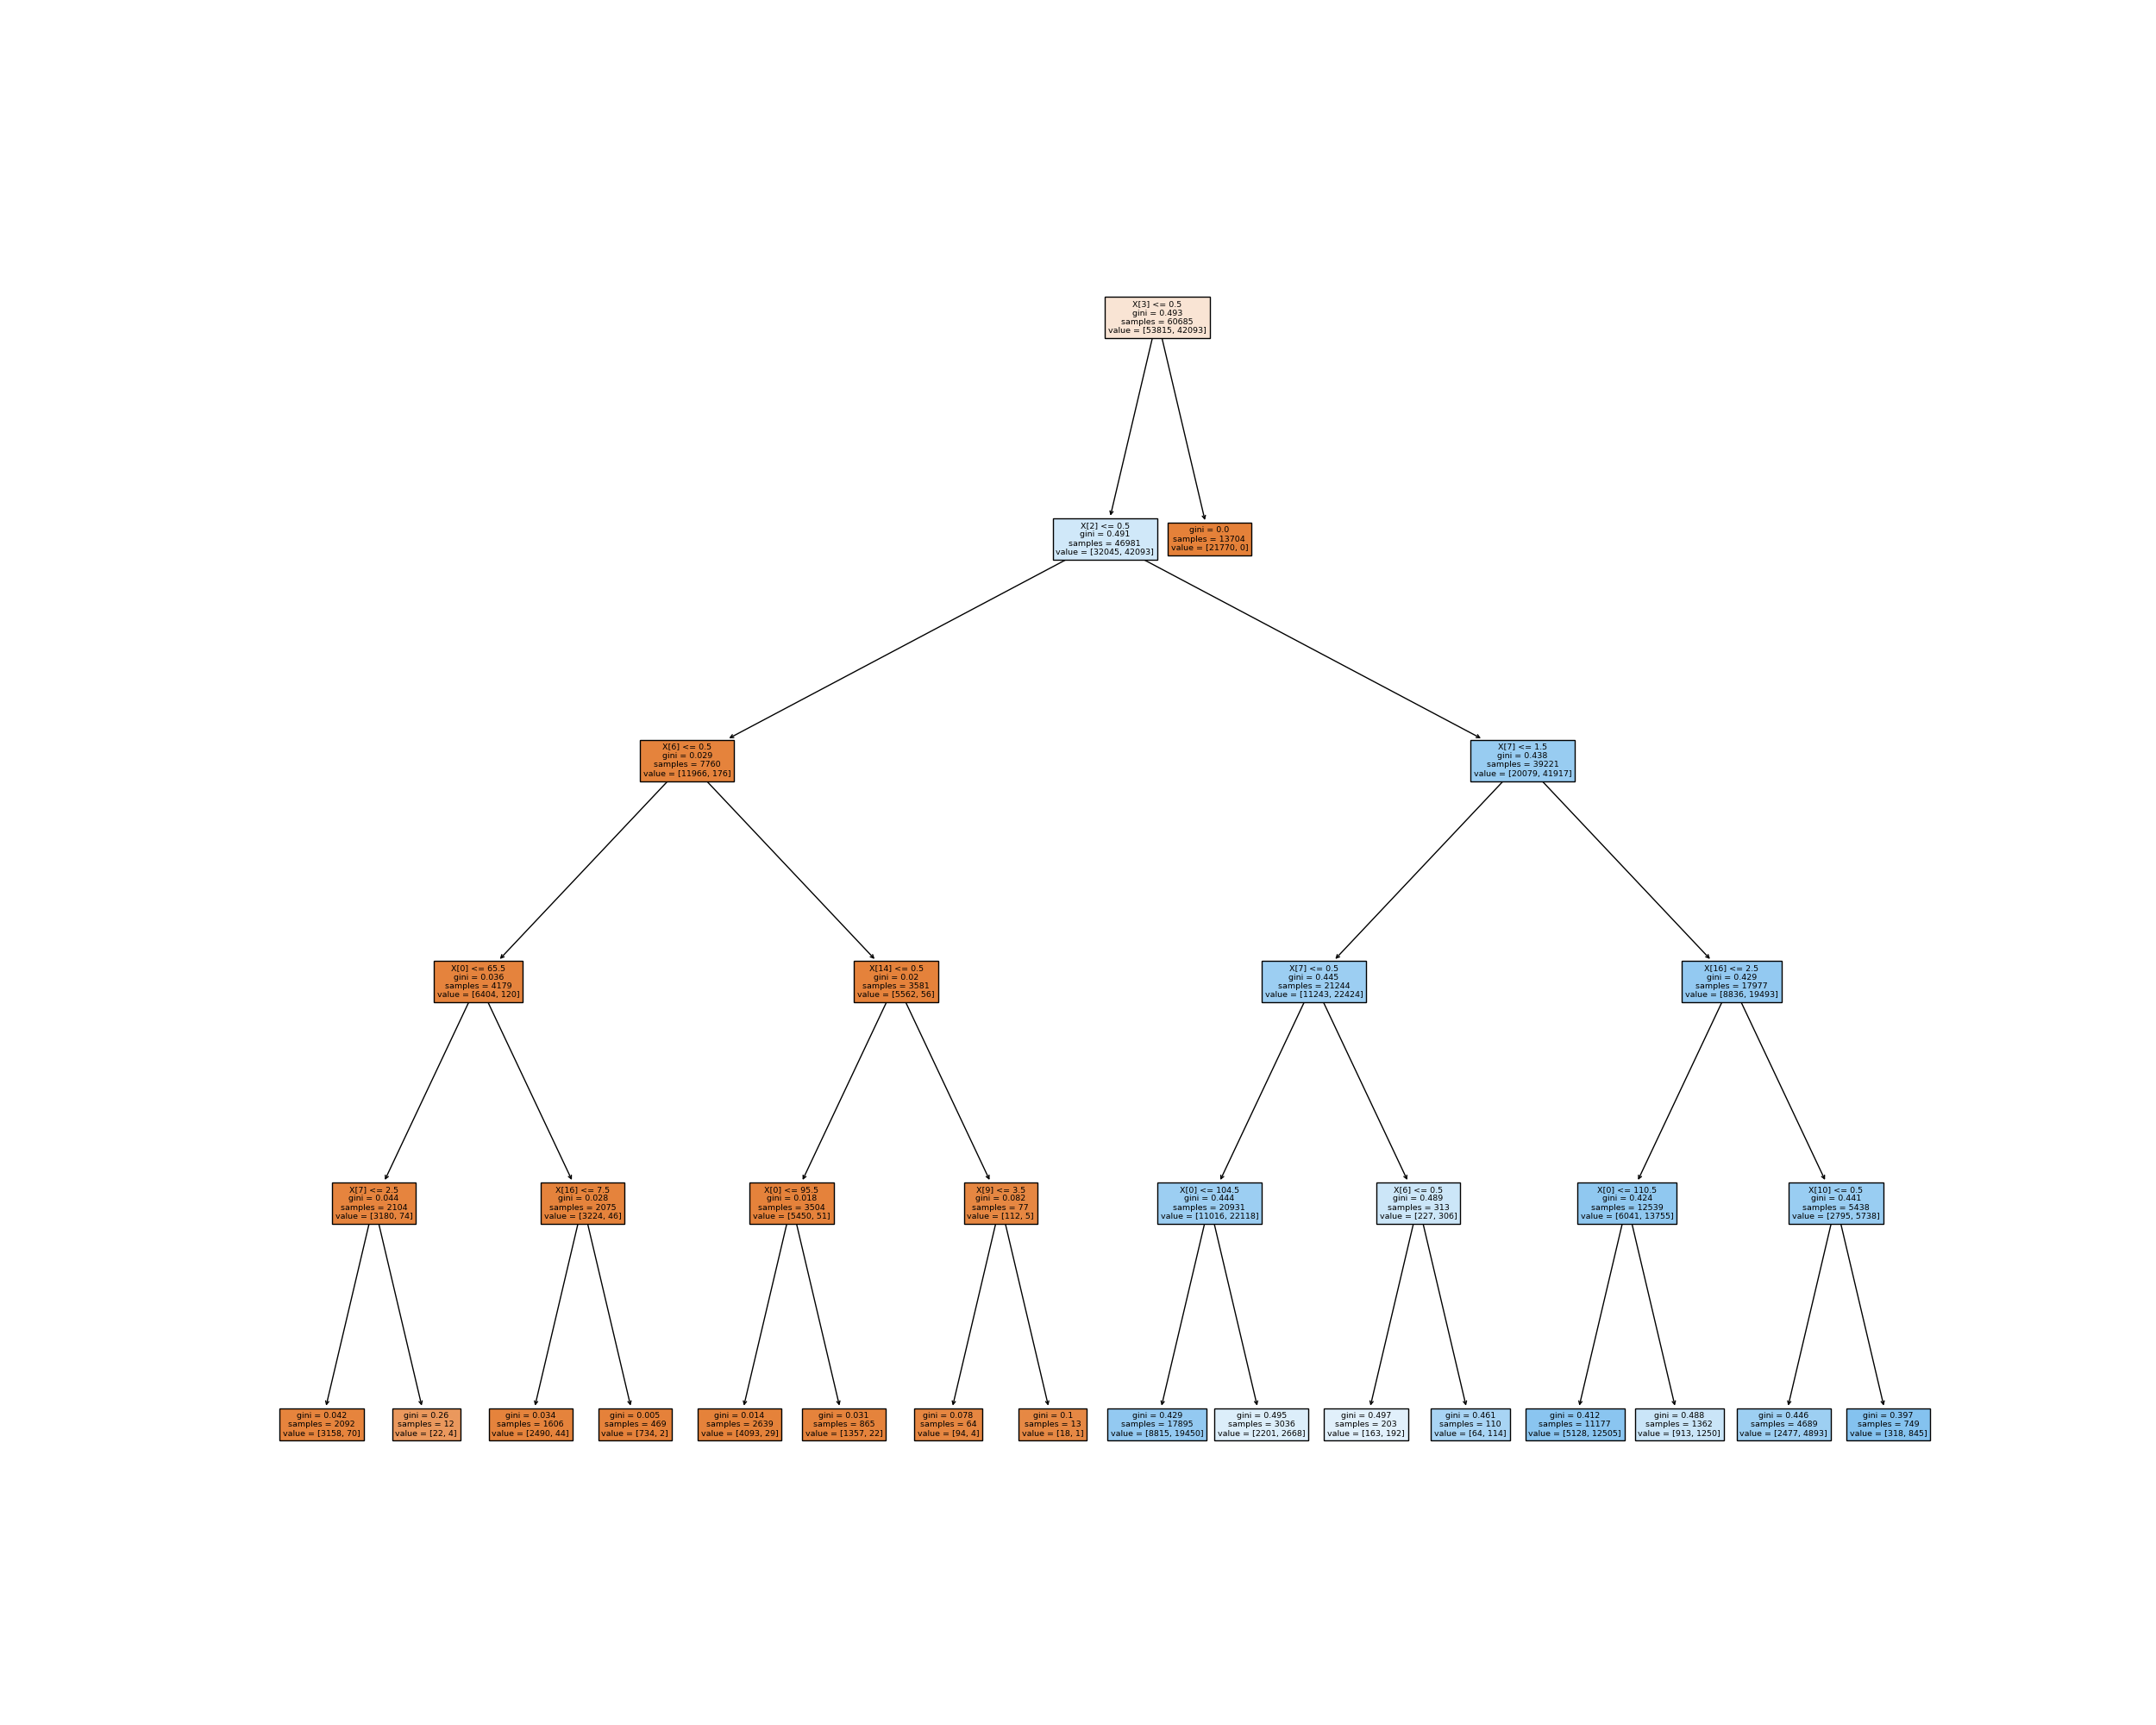 X[3] <= 0.5
gini = 0.493
samples = 60685
value = [53815, 42093]
X[2] <= 0.5
gini = 0.491
samples = 46981
value = [32045, 42093]
gini = 0.0
samples = 13704
value = [21770, 0]
X[6] <= 0.5
gini = 0.029
samples = 7760
value = [11966, 176]
X[7] <= 1.5
gini = 0.438
samples = 39221
value = [20079, 41917]
X[0] <= 65.5
gini = 0.036
samples = 4179
value = [6404, 120]
X[14] <= 0.5
gini = 0.02
samples = 3581
value = [5562, 56]
X[7] <= 0.5
gini = 0.445
samples = 21244
value = [11243, 22424]
X[16] <= 2.5
gini = 0.429
samples = 17977
value = [8836, 19493]
X[7] <= 2.5
gini = 0.044
samples = 2104
value = [3180, 74]
X[16] <= 7.5
gini = 0.028
samples = 2075
value = [3224, 46]
X[0] <= 95.5
gini = 0.018
samples = 3504
value = [5450, 51]
X[9] <= 3.5
gini = 0.082
samples = 77
value = [112, 5]
X[0] <= 104.5
gini = 0.444
samples = 20931
value = [11016, 22118]
X[6] <= 0.5
gini = 0.489
samples = 313
value = [227, 306]
X[0] <= 110.5
gini = 0.424
samples = 12539
value = [6041, 13755]
X[10] <= 0.5
gini = 0.441
samples = 5438
value = [2795, 5738]
gini = 0.042
samples = 2092
value = [3158, 70]
gini = 0.26
samples = 12
value = [22, 4]
gini = 0.034
samples = 1606
value = [2490, 44]
gini = 0.005
samples = 469
value = [734, 2]
gini = 0.014
samples = 2639
value = [4093, 29]
gini = 0.031
samples = 865
value = [1357, 22]
gini = 0.078
samples = 64
value = [94, 4]
gini = 0.1
samples = 13
value = [18, 1]
gini = 0.429
samples = 17895
value = [8815, 19450]
gini = 0.495
samples = 3036
value = [2201, 2668]
gini = 0.497
samples = 203
value = [163, 192]
gini = 0.461
samples = 110
value = [64, 114]
gini = 0.412
samples = 11177
value = [5128, 12505]
gini = 0.488
samples = 1362
value = [913, 1250]
gini = 0.446
samples = 4689
value = [2477, 4893]
gini = 0.397
samples = 749
value = [318, 845]